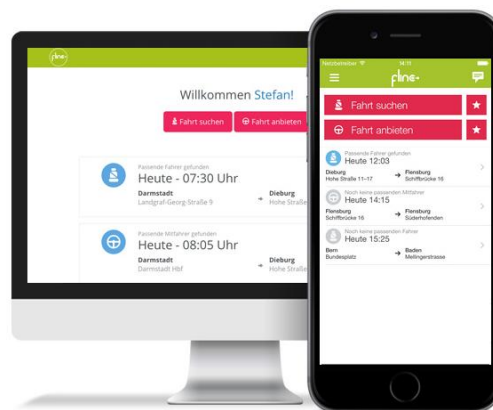 fline
Willkommen Stefan!
Fahrt suchen
Fahrt anbieten
Passende Fahrer gefunden
Heute - 07:30 Uhr
Darmstadt
Landgraf-Georg-Straße 9
→ Dieburg
Hohe Straße
Passende Mitfahrer gefunden
Heute - 08:05 Uhr
Darmstadt
Darmstadt Hbf
→ Dieburg
Hohe Straße
Netzbetreiber 14:11
fline
Fahrt suchen
Fahrt anbieten
Passende Fahrer gefunden
Heute 12:03
Dieburg
Hohe Straße 11-17
→ Flensburg
Schiffbrücke 16
Noch keine passenden Mitfahrer
Heute 14:15
Flensburg
Schiffbrücke 16
→ Flensburg
Süderhofenden
Noch keine passenden Fahrer
Heute 15:25
Bern
Bundesplatz
→ Baden
Mellingerstrasse